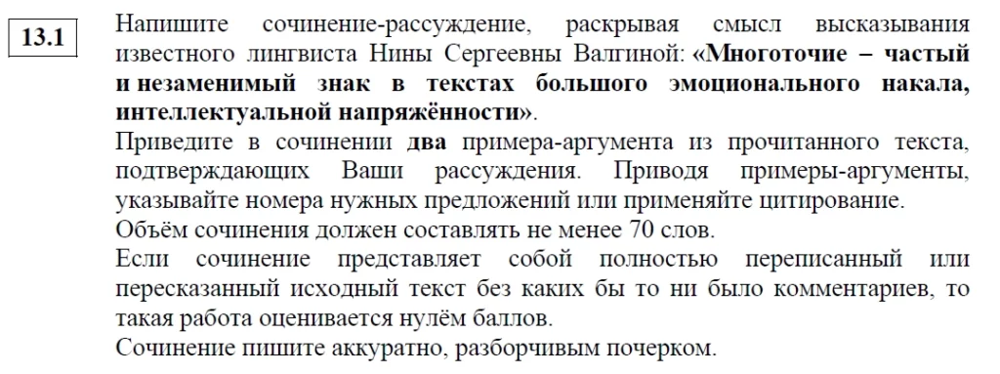 13.1
Напишите сочинение-рассуждение, раскрывая смысл высказывания
известного лингвиста Нины Сергеевны Валгиной: «Многоточие – частый
и незаменимый знак в текстах большого эмоционального накала,
интеллектуальной напряжённости».
Приведите в сочинении два примера-аргумента из прочитанного текста,
подтверждающих Ваши рассуждения. Приводя примеры-аргументы,
указывайте номера нужных предложений или применяйте цитирование.
Объём сочинения должен составлять не менее 70 слов.
Если сочинение представляет собой полностью переписанный или
пересказанный исходный текст без каких бы то ни было комментариев, то
такая работа оценивается нулём баллов.
Сочинение пишите аккуратно, разборчивым почерком.